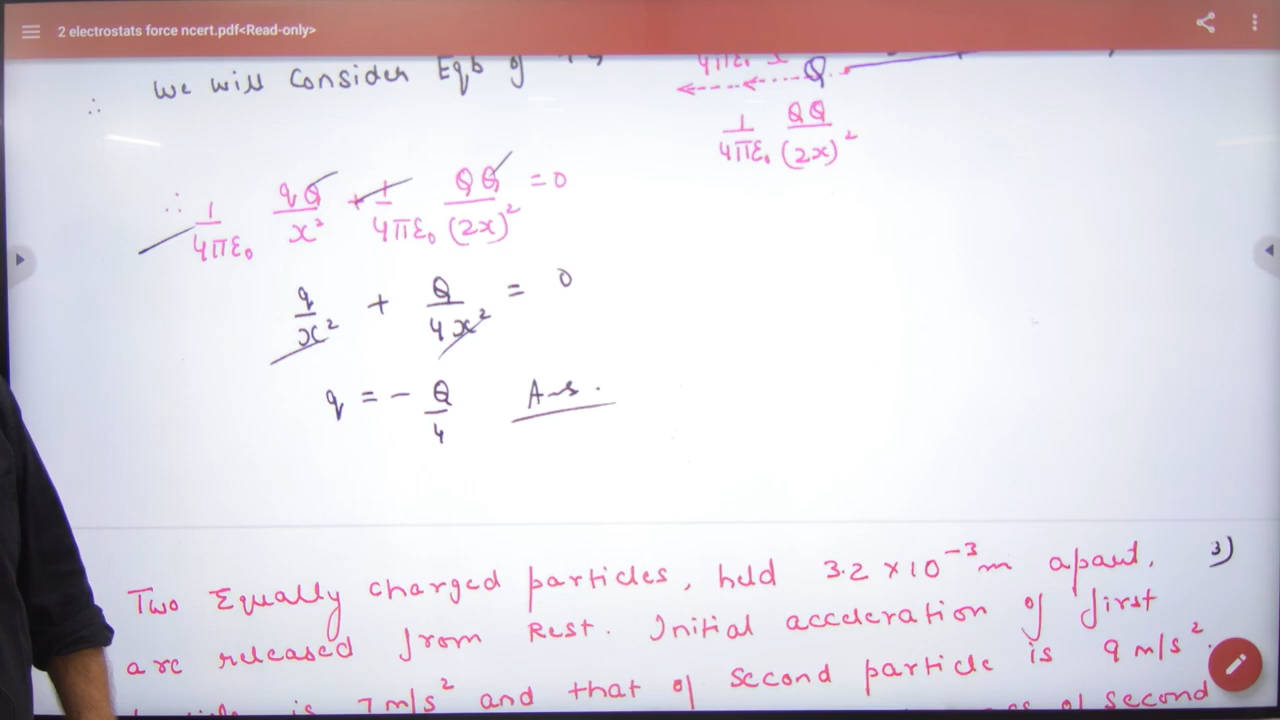 2 electrostats force ncert.pdf<Read-only>
∴ We will Consider Eqb of
Q
1/4πε₀ QQ/(2x)²
∴ 1/4πε₀ qQ/x² + 1/4πε₀ QQ/(2x)² = 0
q/x² + Q/4x² = 0
q = - Q/4 Ans.
Two Equally charged particles, held 3.2 × 10⁻³ m apart, 3)
are released from Rest. Initial acceleration of first
is 7 m/s² and that of second particle is 9 m/s².
of second